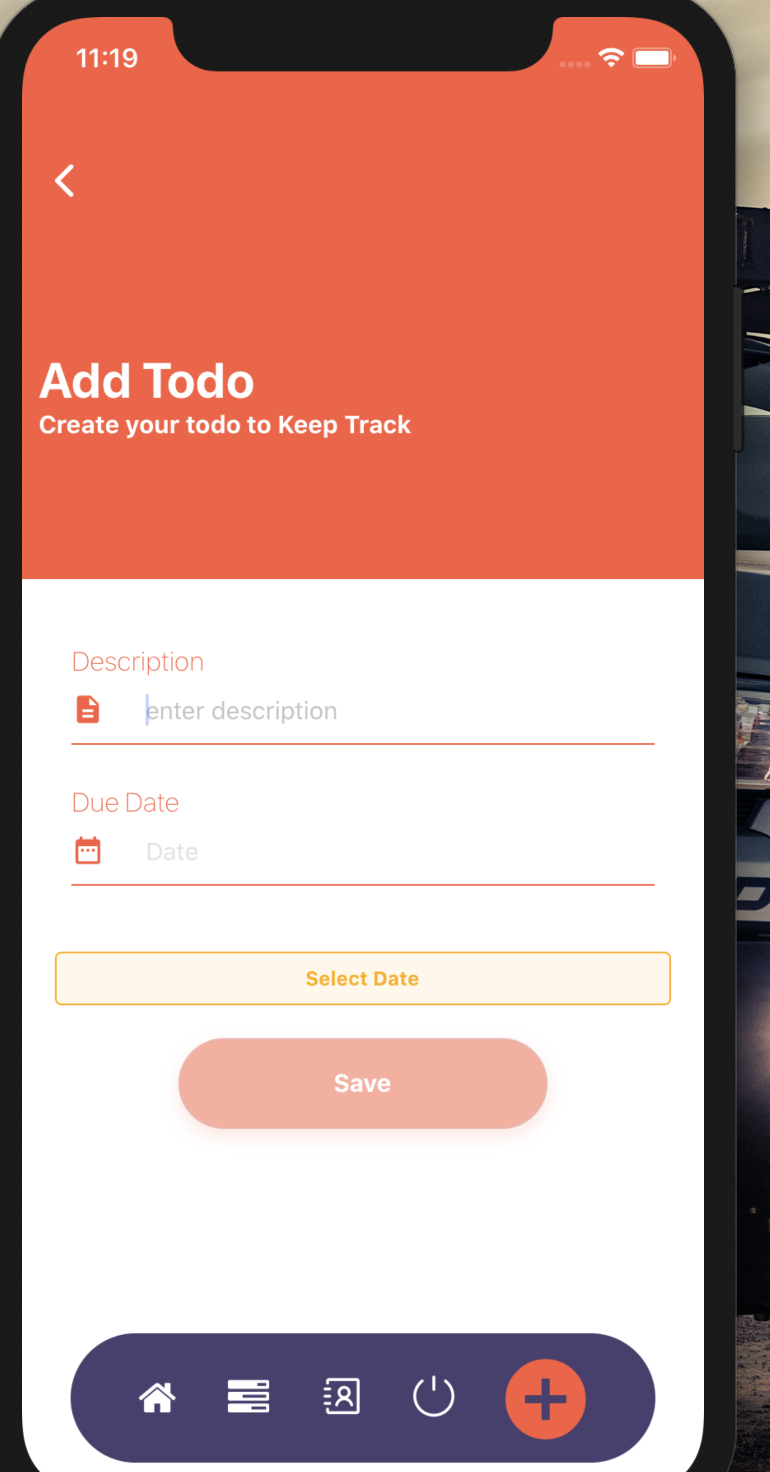 11:19
Add Todo
Create your todo to Keep Track
Description
enter description
Due Date
Date
Select Date
Save